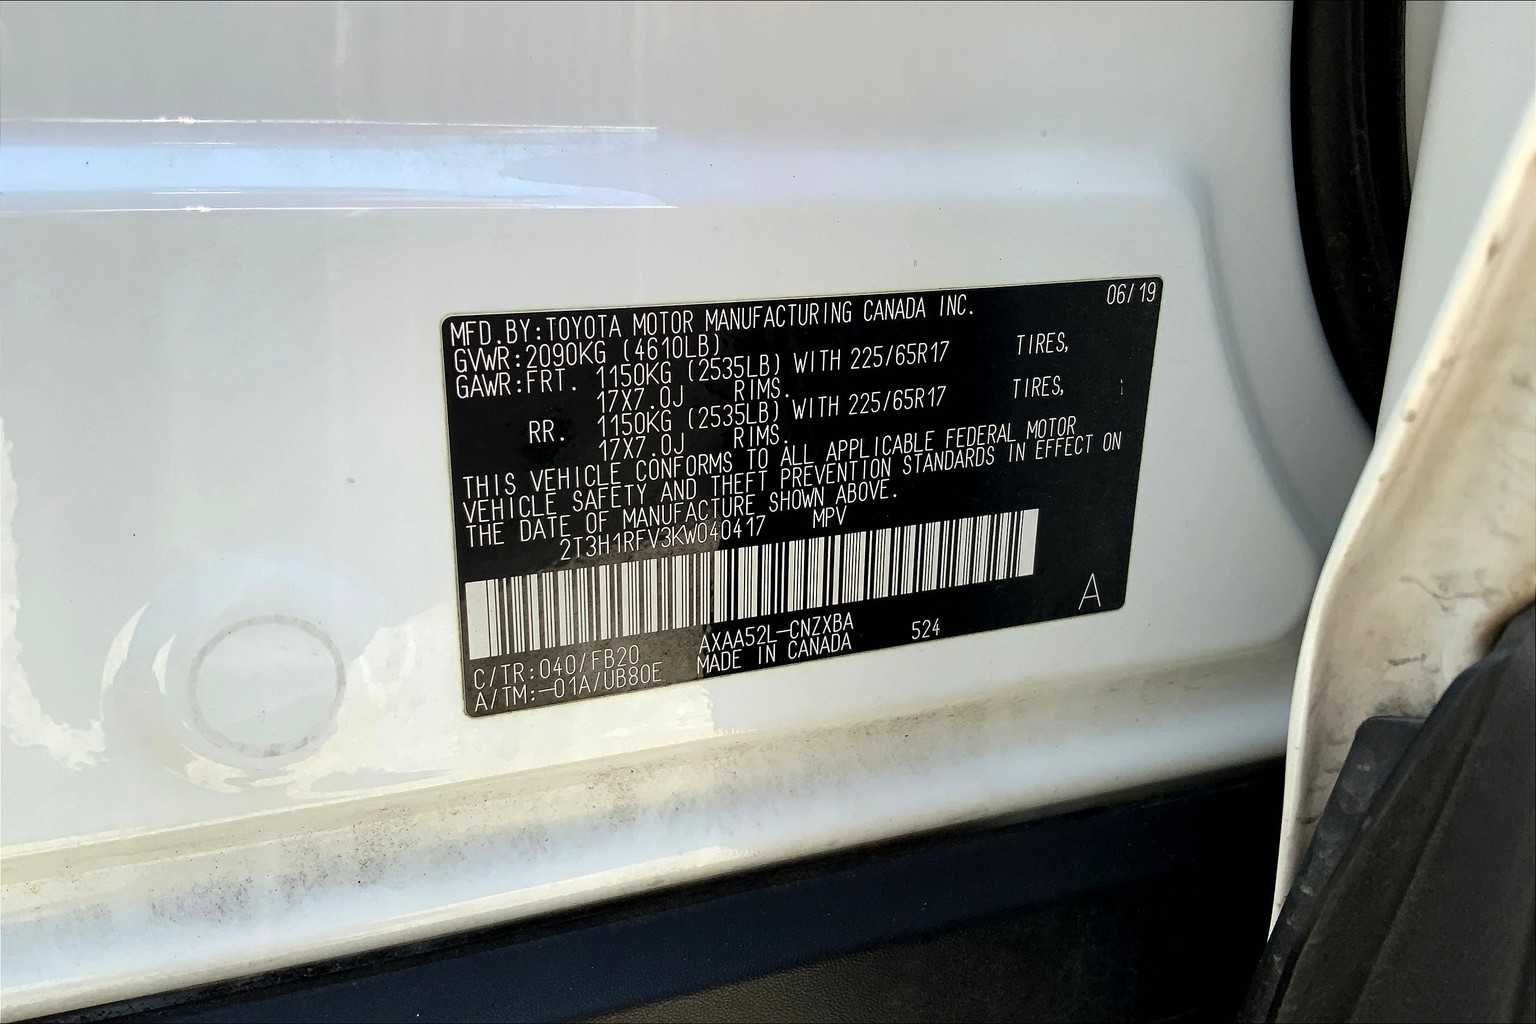 06/19
MFD.BY:TOYOTA MOTOR MANUFACTURING CANADA INC.
GVWR:2090KG (4610LB)
GAWR:FRT. 1150KG (2535LB) WITH 225/65R17 TIRES,
17X7.0J RIMS.
RR. 1150KG (2535LB) WITH 225/65R17 TIRES,
17X7.0J RIMS.
THIS VEHICLE CONFORMS TO ALL APPLICABLE FEDERAL MOTOR
VEHICLE SAFETY AND THEFT PREVENTION STANDARDS IN EFFECT ON
THE DATE OF MANUFACTURE SHOWN ABOVE.
2T3H1RFV3KW040417 MPV
A
C/TR:040/FB20 AXAA52L-CNZXBA 524
A/TM:-01A/UB80E MADE IN CANADA